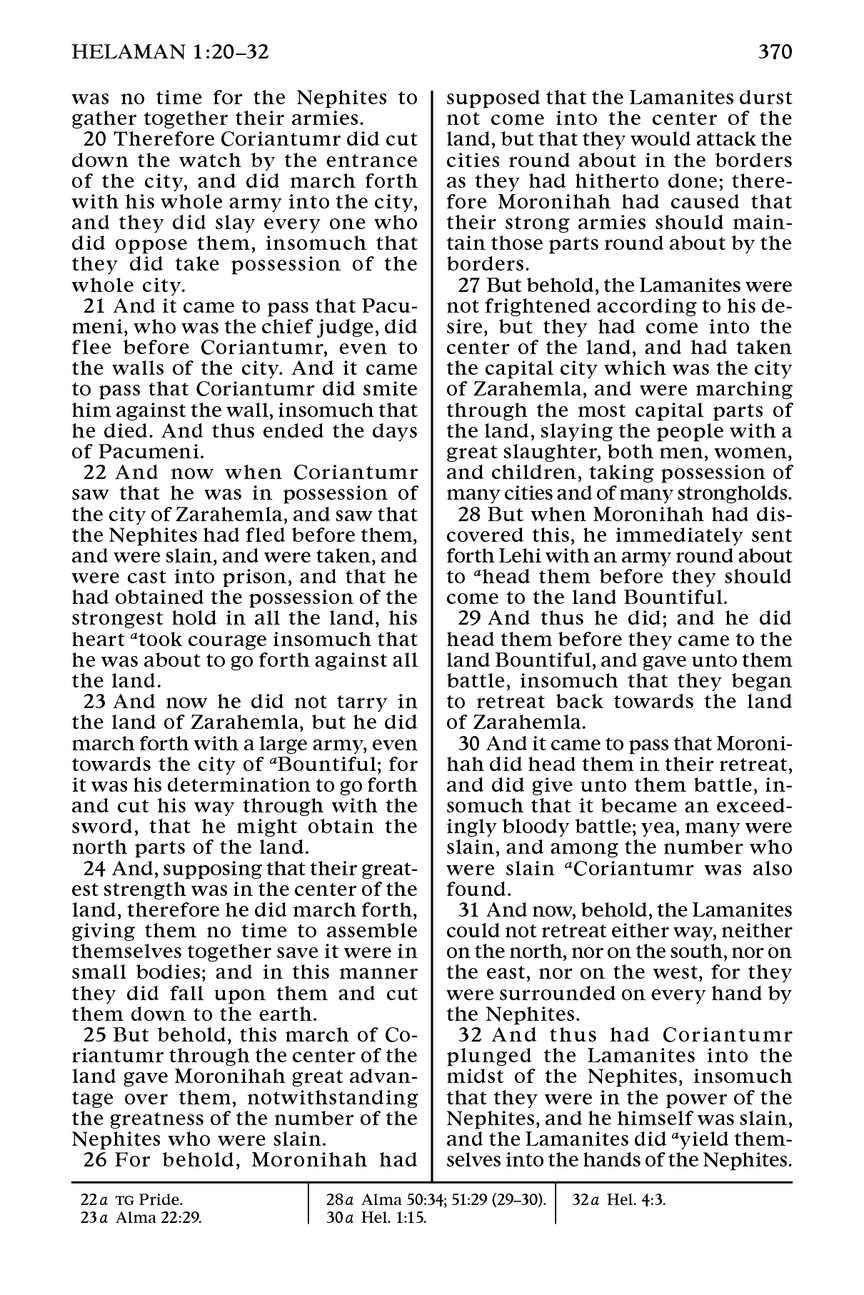 HELAMAN 1:20–32
370
was no time for the Nephites to
gather together their armies.
20 Therefore Coriantumr did cut
down the watch by the entrance
of the city, and did march forth
with his whole army into the city,
and they did slay every one who
did oppose them, insomuch that
they did take possession of the
whole city.
21 And it came to pass that Pacu-
meni, who was the chief judge, did
flee before Coriantumr, even to
the walls of the city. And it came
to pass that Coriantumr did smite
him against the wall, insomuch that
he died. And thus ended the days
of Pacumeni.
22 And now when Coriantumr
saw that he was in possession of
the city of Zarahemla, and saw that
the Nephites had fled before them,
and were slain, and were taken, and
were cast into prison, and that he
had obtained the possession of the
strongest hold in all the land, his
heart atook courage insomuch that
he was about to go forth against all
the land.
23 And now he did not tarry in
the land of Zarahemla, but he did
march forth with a large army, even
towards the city of aBountiful; for
it was his determination to go forth
and cut his way through with the
sword, that he might obtain the
north parts of the land.
24 And, supposing that their great-
est strength was in the center of the
land, therefore he did march forth,
giving them no time to assemble
themselves together save it were in
small bodies; and in this manner
they did fall upon them and cut
them down to the earth.
25 But behold, this march of Co-
riantumr through the center of the
land gave Moronihah great advan-
tage over them, notwithstanding
the greatness of the number of the
Nephites who were slain.
26 For behold, Moronihah had
supposed that the Lamanites durst
not come into the center of the
land, but that they would attack the
cities round about in the borders
as they had hitherto done; there-
fore Moronihah had caused that
their strong armies should main-
tain those parts round about by the
borders.
27 But behold, the Lamanites were
not frightened according to his de-
sire, but they had come into the
center of the land, and had taken
the capital city which was the city
of Zarahemla, and were marching
through the most capital parts of
the land, slaying the people with a
great slaughter, both men, women,
and children, taking possession of
many cities and of many strongholds.
28 But when Moronihah had dis-
covered this, he immediately sent
forth Lehi with an army round about
to ahead them before they should
come to the land Bountiful.
29 And thus he did; and he did
head them before they came to the
land Bountiful, and gave unto them
battle, insomuch that they began
to retreat back towards the land
of Zarahemla.
30 And it came to pass that Moroni-
hah did head them in their retreat,
and did give unto them battle, in-
somuch that it became an exceed-
ingly bloody battle; yea, many were
slain, and among the number who
were slain aCoriantumr was also
found.
31 And now, behold, the Lamanites
could not retreat either way, neither
on the north, nor on the south, nor on
the east, nor on the west, for they
were surrounded on every hand by
the Nephites.
32 And thus had Coriantumr
plunged the Lamanites into the
midst of the Nephites, insomuch
that they were in the power of the
Nephites, and he himself was slain,
and the Lamanites did ayield them-
selves into the hands of the Nephites.
22a TG Pride.
23a Alma 22:29.
28a Alma 50:34; 51:29 (29–30).
30a Hel. 1:15.
32a Hel. 4:3.